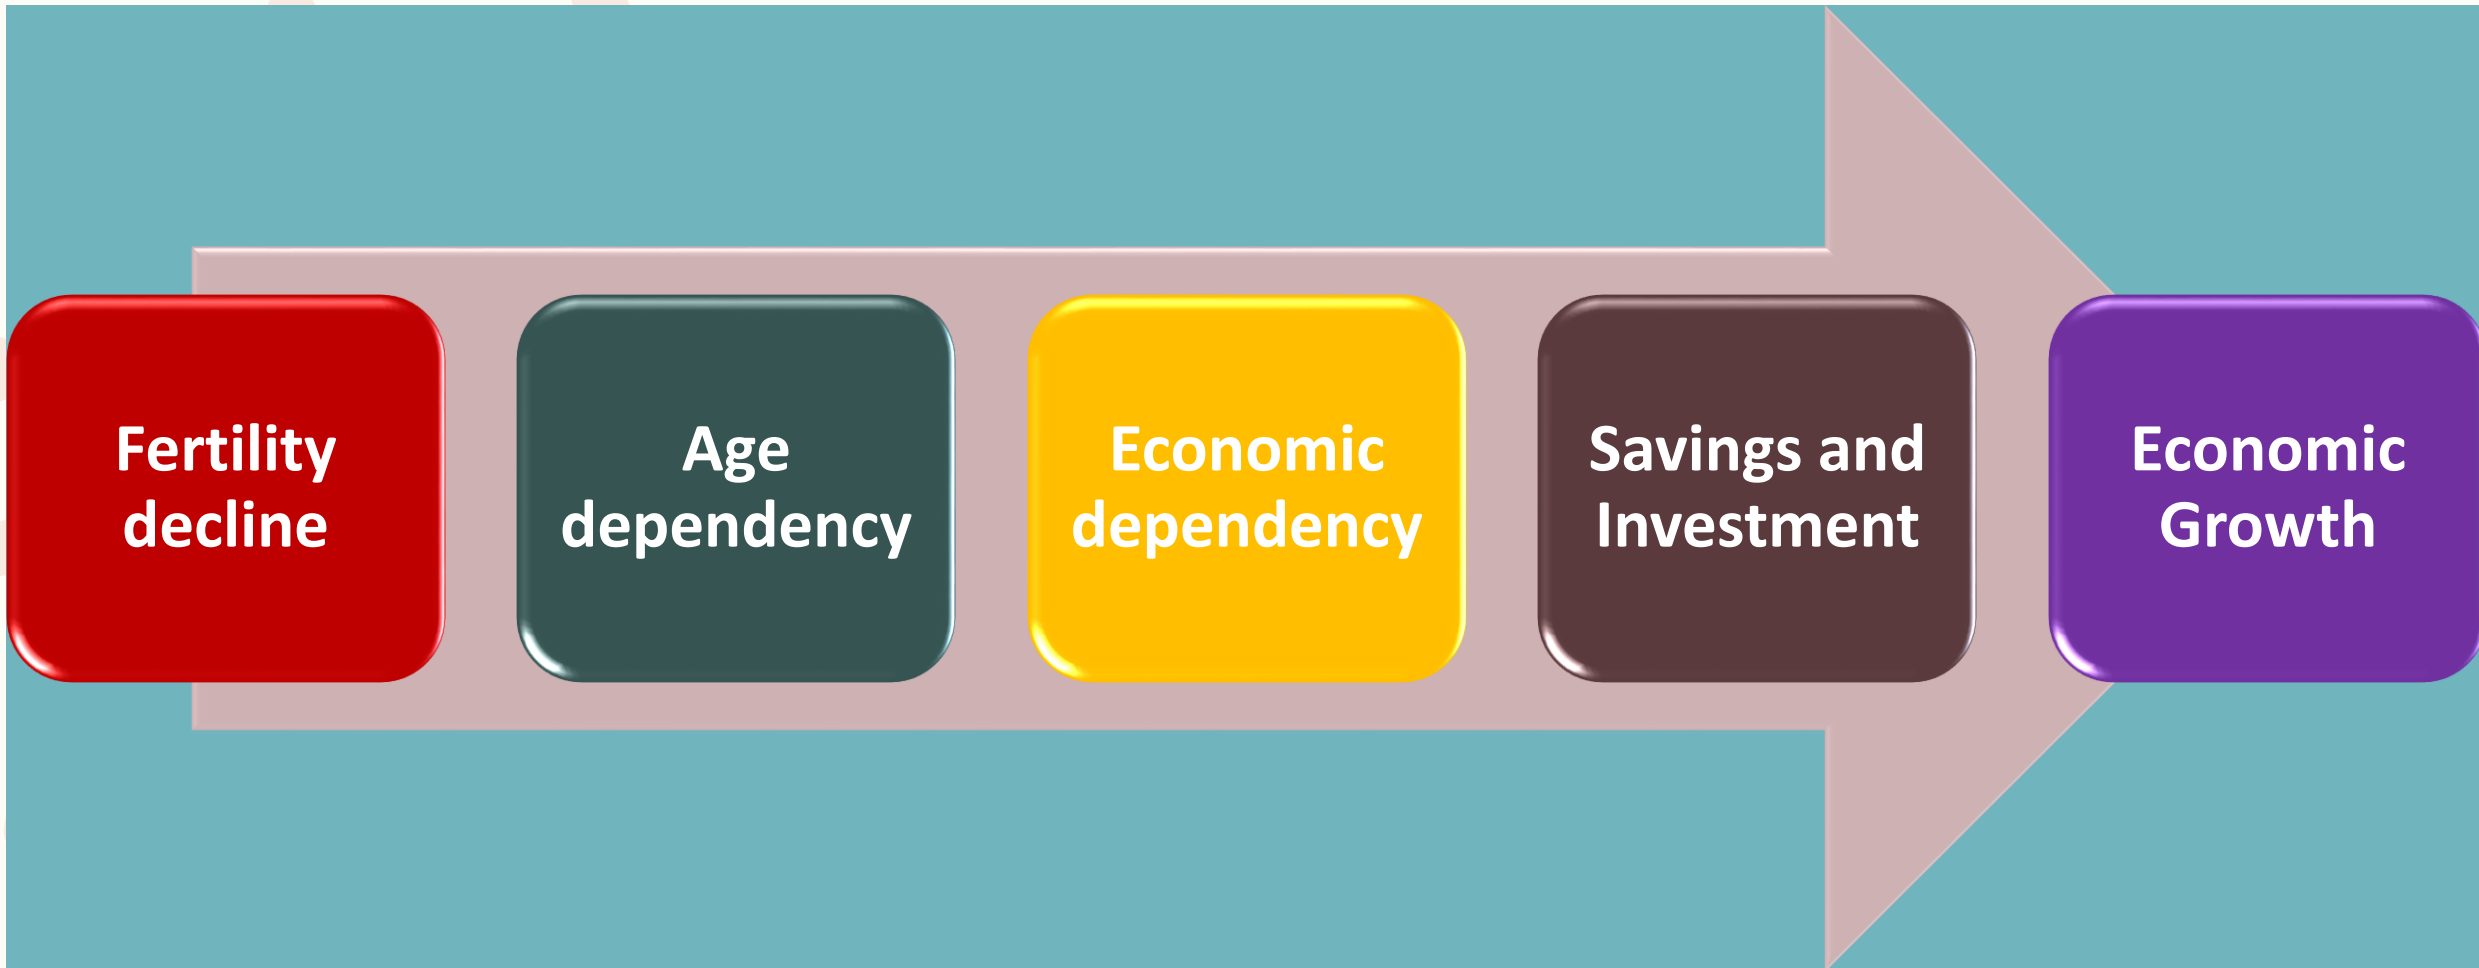 Fertility
decline
Age
dependency
Economic
dependency
Savings and
Investment
Economic
Growth